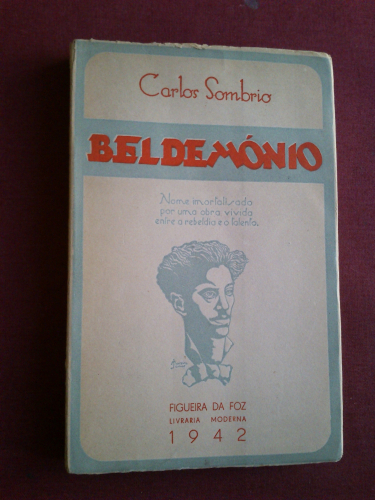 Carlos Sombrio
BELDEMÓNIO
Nome imortalizado
por uma obra vivida
entre a rebeldia e o talento.
FIGUEIRA DA FOZ
LIVRARIA MODERNA
1942